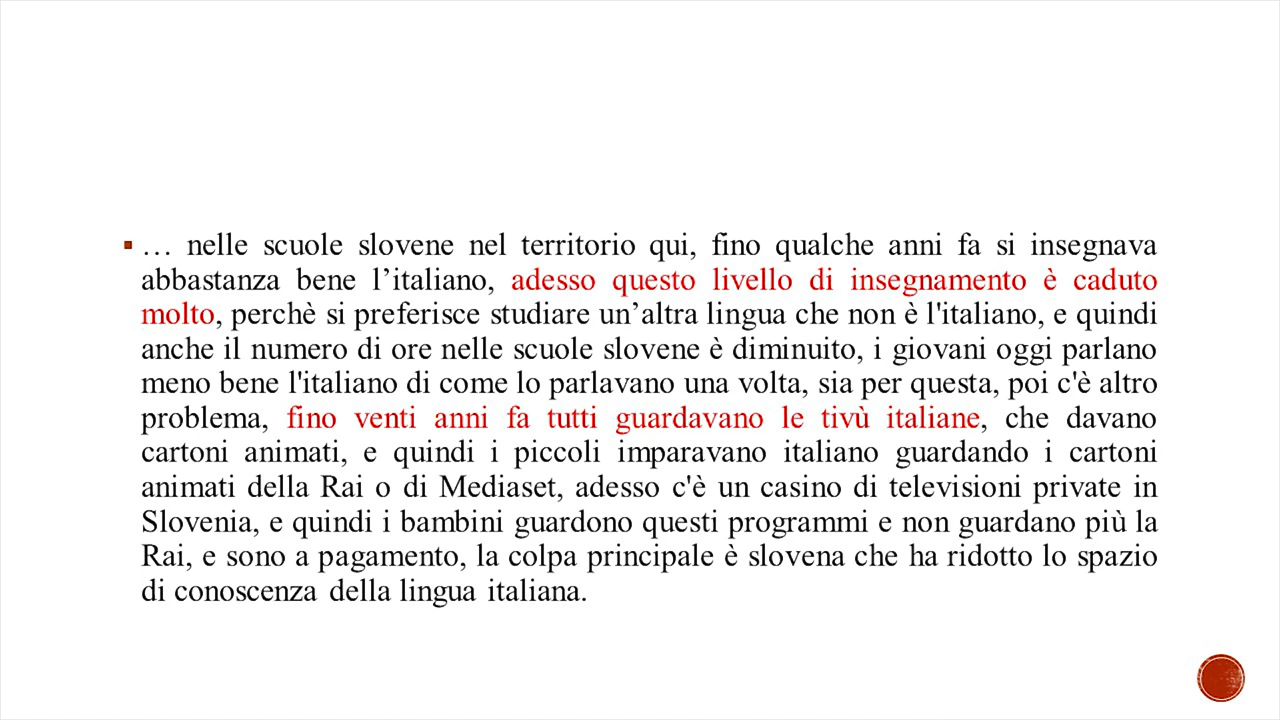 … nelle scuole slovene nel territorio qui, fino qualche anni fa si insegnava
abbastanza bene l’italiano, adesso questo livello di insegnamento è caduto
molto, perchè si preferisce studiare un’altra lingua che non è l'italiano, e quindi
anche il numero di ore nelle scuole slovene è diminuito, i giovani oggi parlano
meno bene l'italiano di come lo parlavano una volta, sia per questa, poi c'è altro
problema, fino venti anni fa tutti guardavano le tivù italiane, che davano
cartoni animati, e quindi i piccoli imparavano italiano guardando i cartoni
animati della Rai o di Mediaset, adesso c'è un casino di televisioni private in
Slovenia, e quindi i bambini guardono questi programmi e non guardano più la
Rai, e sono a pagamento, la colpa principale è slovena che ha ridotto lo spazio
di conoscenza della lingua italiana.